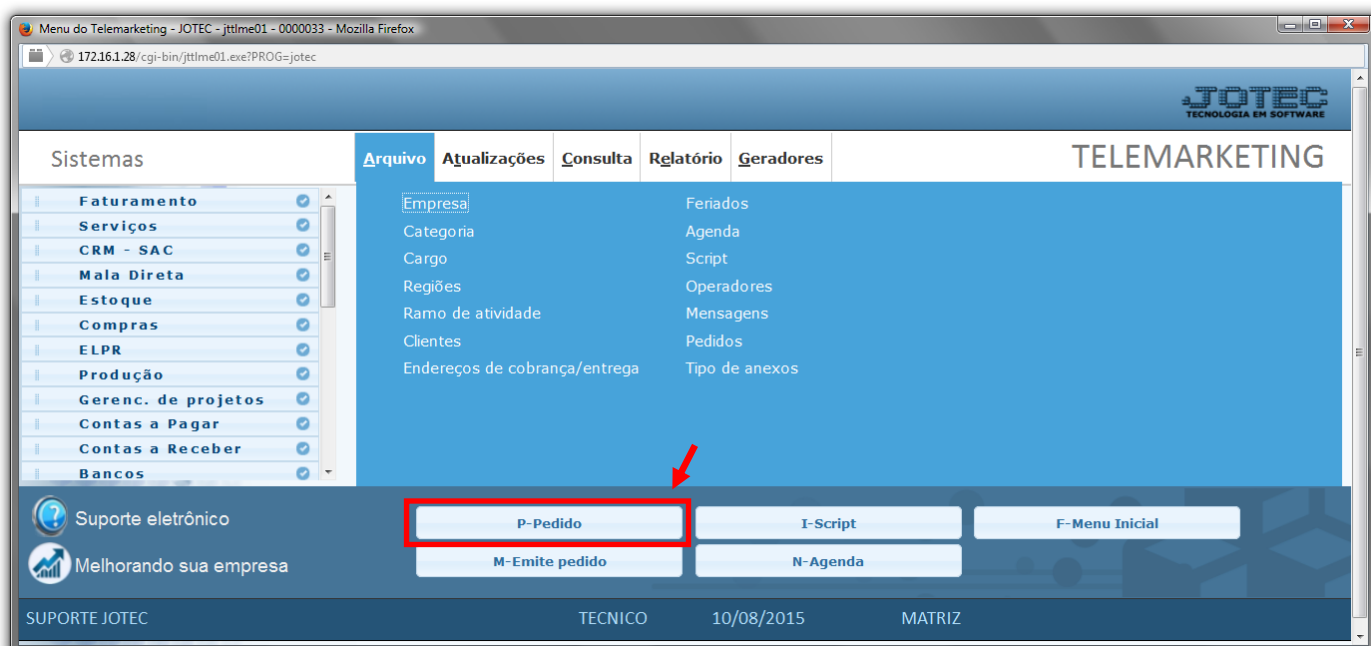 Menu do Telemarketing - JOTEC - jttlme01 - 0000033 - Mozilla Firefox
172.16.1.28/cgi-bin/jttlme01.exe?PROG=jotec
JOTEC
TECNOLOGIA EM SOFTWARE
Sistemas
Arquivo Atualizações Consulta Relatório Geradores
TELEMARKETING
Faturamento
Serviços
CRM - SAC
Mala Direta
Estoque
Compras
ELPR
Produção
Gerenc. de projetos
Contas a Pagar
Contas a Receber
Bancos
Empresa
Categoria
Cargo
Regiões
Ramo de atividade
Clientes
Endereços de cobrança/entrega
Feriados
Agenda
Script
Operadores
Mensagens
Pedidos
Tipo de anexos
Suporte eletrônico
Melhorando sua empresa
P-Pedido I-Script F-Menu Inicial
M-Emite pedido N-Agenda
SUPORTE JOTEC TECNICO 10/08/2015 MATRIZ